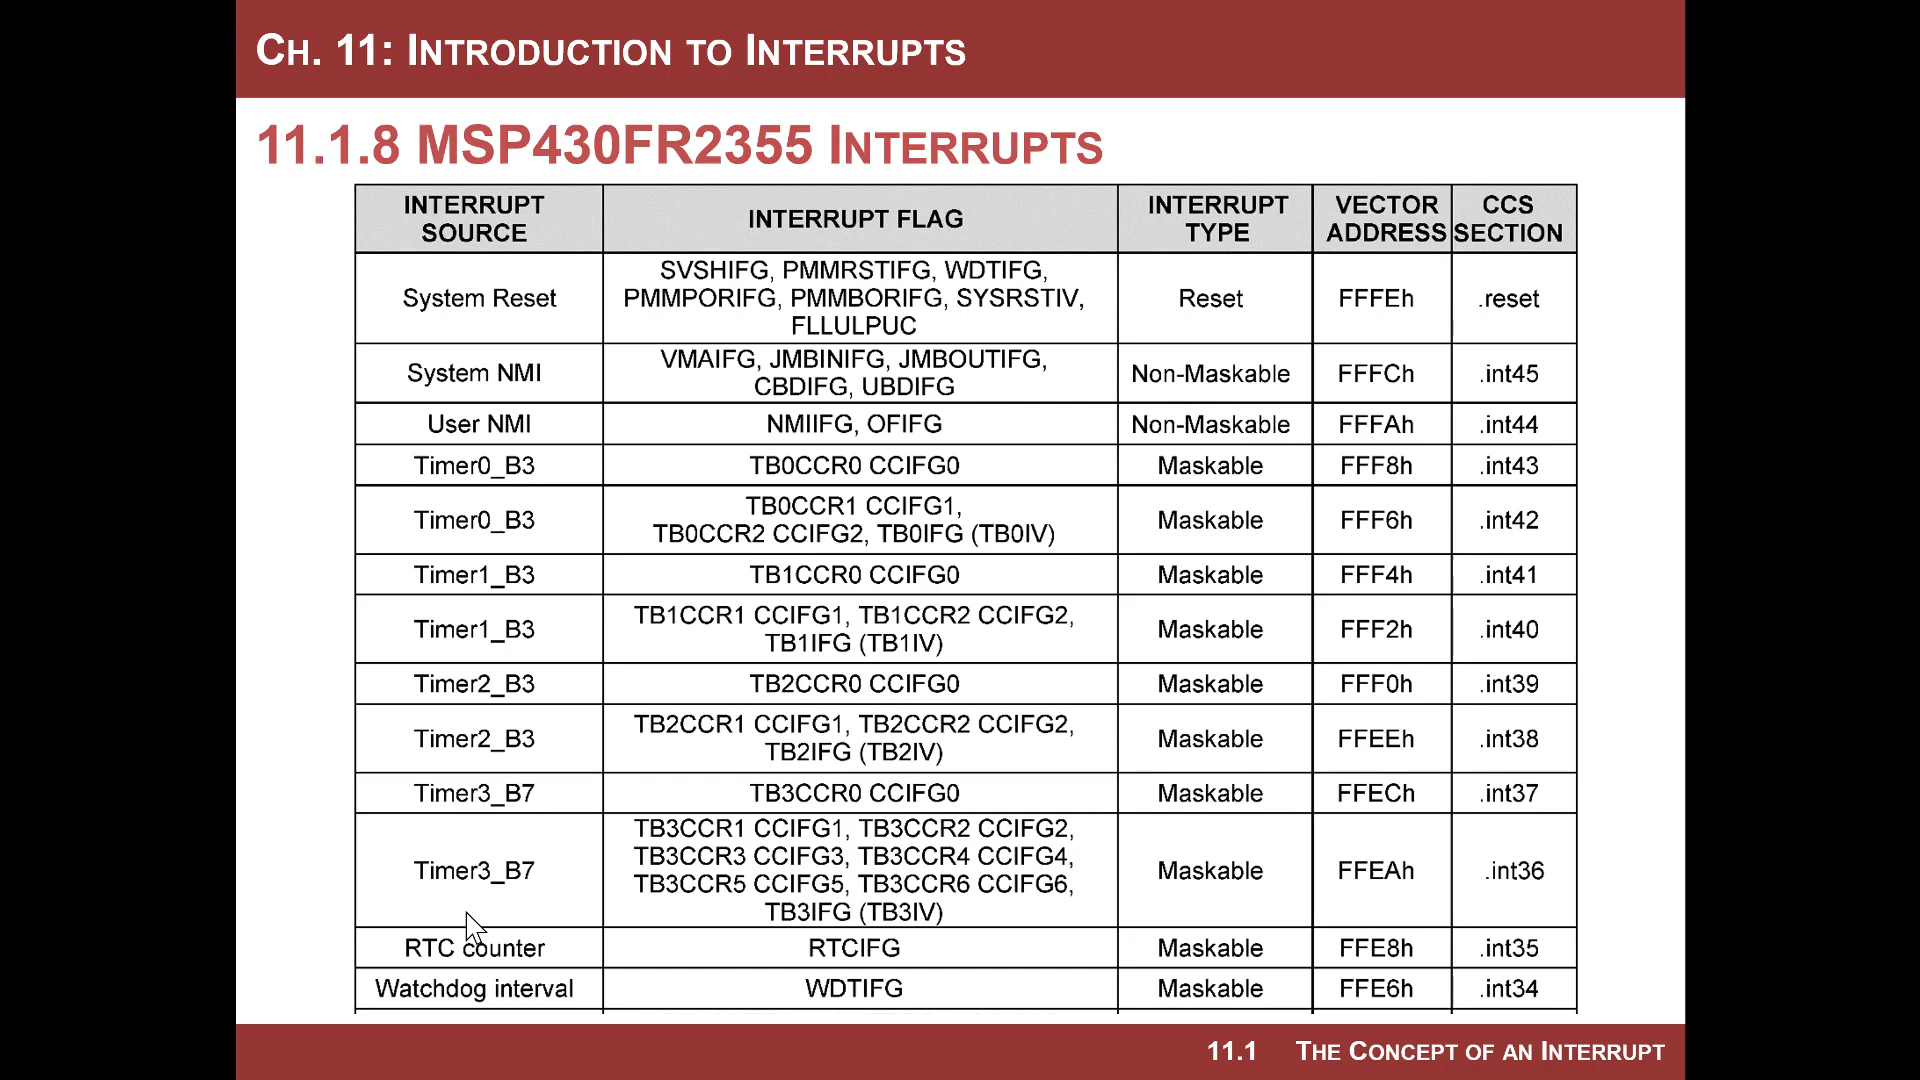 CH. 11: INTRODUCTION TO INTERRUPTS
11.1.8 MSP430FR2355 INTERRUPTS
INTERRUPT SOURCE INTERRUPT FLAG INTERRUPT TYPE VECTOR ADDRESS CCS SECTION
System Reset SVSHIFG, PMMRSTIFG, WDTIFG, PMMPORIFG, PMMBORIFG, SYSRSTIV, FLLULPUC Reset FFFEh .reset
System NMI VMAIFG, JMBINIFG, JMBOUTIFG, CBDIFG, UBDIFG Non-Maskable FFFCh .int45
User NMI NMIIFG, OFIFG Non-Maskable FFFAh .int44
Timer0_B3 TB0CCR0 CCIFG0 Maskable FFF8h .int43
Timer0_B3 TB0CCR1 CCIFG1, TB0CCR2 CCIFG2, TB0IFG (TB0IV) Maskable FFF6h .int42
Timer1_B3 TB1CCR0 CCIFG0 Maskable FFF4h .int41
Timer1_B3 TB1CCR1 CCIFG1, TB1CCR2 CCIFG2, TB1IFG (TB1IV) Maskable FFF2h .int40
Timer2_B3 TB2CCR0 CCIFG0 Maskable FFF0h .int39
Timer2_B3 TB2CCR1 CCIFG1, TB2CCR2 CCIFG2, TB2IFG (TB2IV) Maskable FFEEh .int38
Timer3_B7 TB3CCR0 CCIFG0 Maskable FFECh .int37
Timer3_B7 TB3CCR1 CCIFG1, TB3CCR2 CCIFG2, TB3CCR3 CCIFG3, TB3CCR4 CCIFG4, TB3CCR5 CCIFG5, TB3CCR6 CCIFG6, TB3IFG (TB3IV) Maskable FFEAh .int36
RTC counter RTCIFG Maskable FFE8h .int35
Watchdog interval WDTIFG Maskable FFE6h .int34
11.1 THE CONCEPT OF AN INTERRUPT